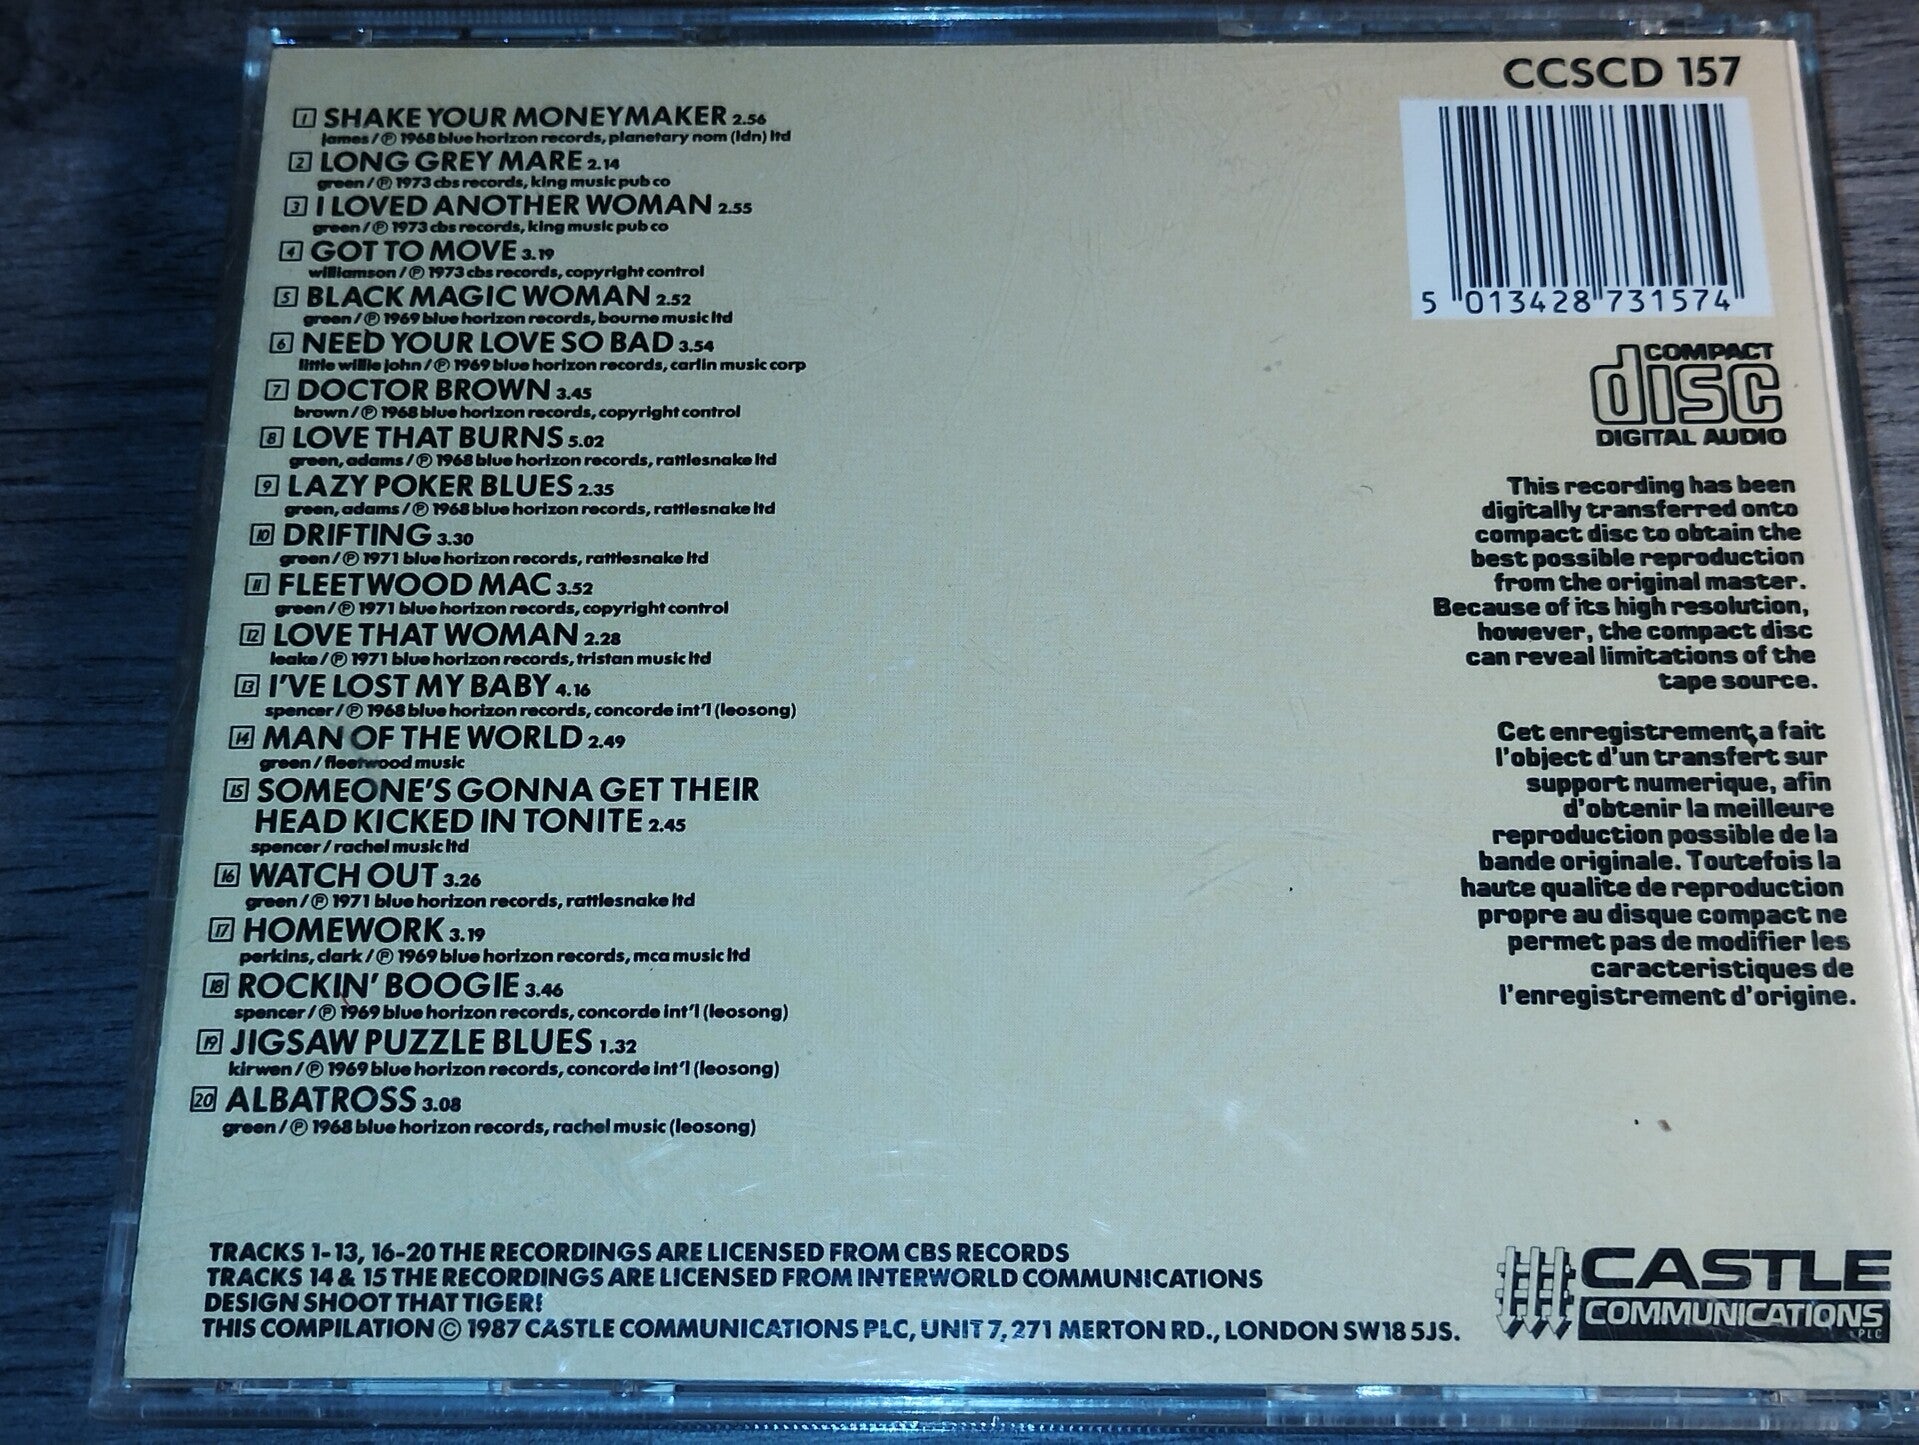 CCSCD 157
1 SHAKE YOUR MONEYMAKER 2.56
james / Ⓟ 1968 blue horizon records, planetary nom (ldn) ltd
2 LONG GREY MARE 2.14
green / Ⓟ 1973 cbs records, king music pub co
3 I LOVED ANOTHER WOMAN 2.55
green / Ⓟ 1973 cbs records, king music pub co
4 GOT TO MOVE 3.19
williamson / Ⓟ 1973 cbs records, copyright control
5 BLACK MAGIC WOMAN 2.52
green / Ⓟ 1969 blue horizon records, bourne music ltd
6 NEED YOUR LOVE SO BAD 3.54
little willie john / Ⓟ 1969 blue horizon records, carlin music corp
7 DOCTOR BROWN 3.45
brown / Ⓟ 1968 blue horizon records, copyright control
8 LOVE THAT BURNS 5.02
green, adams / Ⓟ 1968 blue horizon records, rattlesnake ltd
9 LAZY POKER BLUES 2.35
green, adams / Ⓟ 1968 blue horizon records, rattlesnake ltd
10 DRIFTING 3.30
green / Ⓟ 1971 blue horizon records, rattlesnake ltd
11 FLEETWOOD MAC 3.52
green / Ⓟ 1971 blue horizon records, copyright control
12 LOVE THAT WOMAN 2.28
leake / Ⓟ 1971 blue horizon records, tristan music ltd
13 I'VE LOST MY BABY 4.16
spencer / Ⓟ 1968 blue horizon records, concorde int'l (leosong)
14 MAN OF THE WORLD 2.49
green / fleetwood music
15 SOMEONE'S GONNA GET THEIR
HEAD KICKED IN TONITE 2.45
spencer / rachel music ltd
16 WATCH OUT 3.26
green / Ⓟ 1971 blue horizon records, rattlesnake ltd
17 HOMEWORK 3.19
perkins, clark / Ⓟ 1969 blue horizon records, mca music ltd
18 ROCKIN' BOOGIE 3.46
spencer / Ⓟ 1969 blue horizon records, concorde int'l (leosong)
19 JIGSAW PUZZLE BLUES 1.32
kirwen / Ⓟ 1969 blue horizon records, concorde int'l (leosong)
20 ALBATROSS 3.08
green / Ⓟ 1968 blue horizon records, rachel music (leosong)
5 013428 731574
COMPACT
disc
DIGITAL AUDIO
This recording has been
digitally transferred onto
compact disc to obtain the
best possible reproduction
from the original master.
Because of its high resolution,
however, the compact disc
can reveal limitations of the
tape source.
Cet enregistrement a fait
l'object d'un transfert sur
support numerique, afin
d'obtenir la meilleure
reproduction possible de la
bande originale. Toutefois la
haute qualite de reproduction
propre au disque compact ne
permet pas de modifier les
caracteristiques de
l'enregistrement d'origine.
TRACKS 1-13, 16-20 THE RECORDINGS ARE LICENSED FROM CBS RECORDS
TRACKS 14 & 15 THE RECORDINGS ARE LICENSED FROM INTERWORLD COMMUNICATIONS
DESIGN SHOOT THAT TIGER!
THIS COMPILATION © 1987 CASTLE COMMUNICATIONS PLC, UNIT 7, 271 MERTON RD., LONDON SW18 5JS.
CASTLE
COMMUNICATIONS
PLC